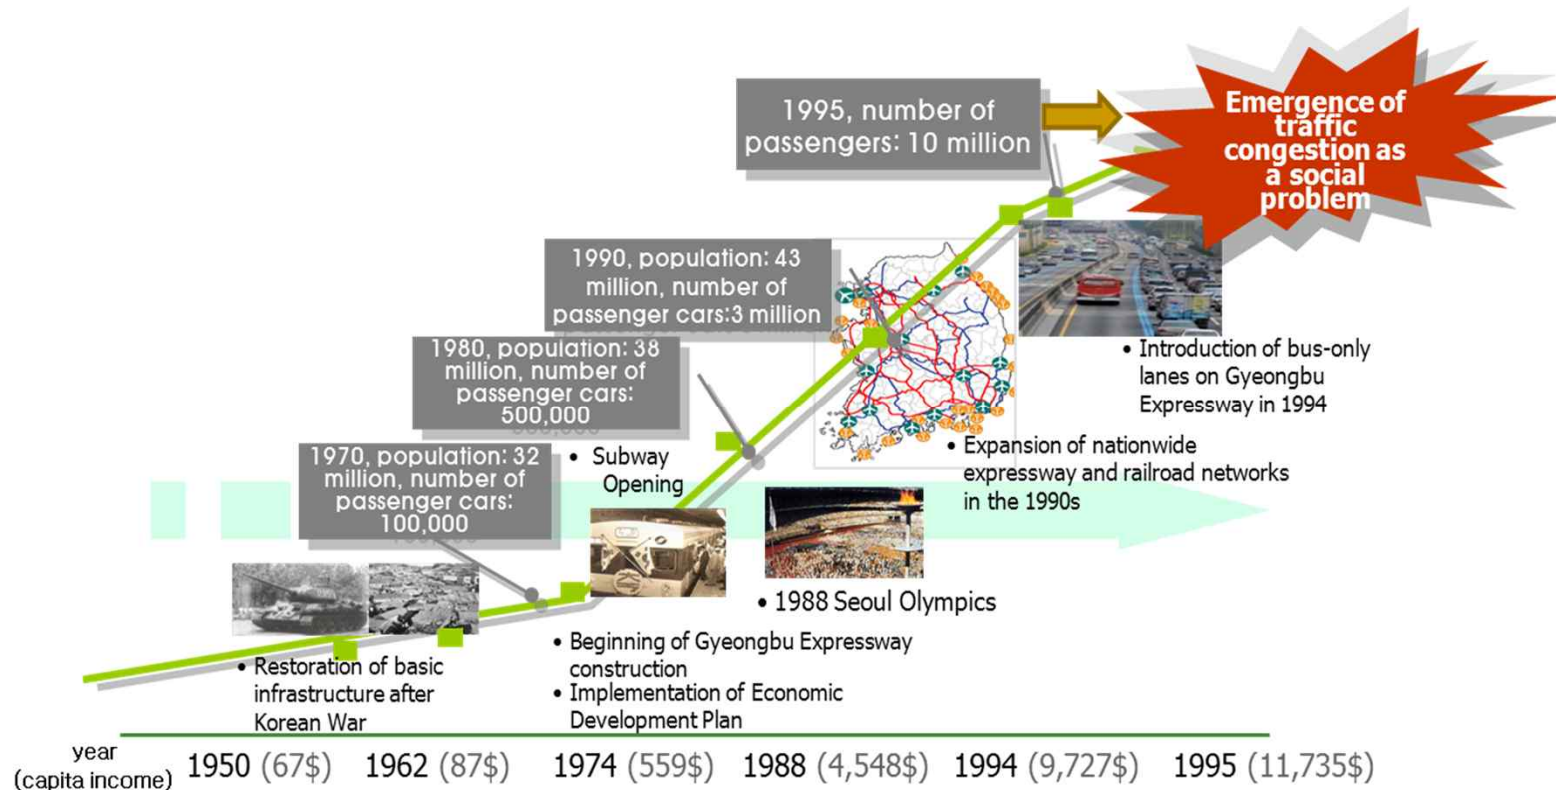 Emergence of
traffic
congestion as
a social
problem
1995, number of
passengers: 10 million
1990, population: 43
million, number of
passenger cars:3 million
1980, population: 38
million, number of
passenger cars:
500,000
1970, population: 32
million, number of
passenger cars:
100,000
• Subway
Opening
• Introduction of bus-only
lanes on Gyeongbu
Expressway in 1994
• Expansion of nationwide
expressway and railroad networks
in the 1990s
• 1988 Seoul Olympics
• Beginning of Gyeongbu Expressway
construction
• Implementation of Economic
Development Plan
• Restoration of basic
infrastructure after
Korean War
year
(capita income)
1950 (67$) 1962 (87$) 1974 (559$) 1988 (4,548$) 1994 (9,727$) 1995 (11,735$)